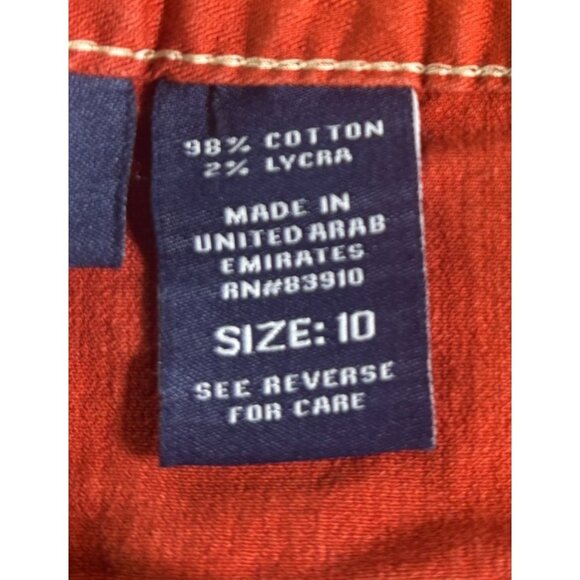 98% COTTON
2% LYCRA
MADE IN
UNITED ARAB
EMIRATES
RN#83910
SIZE: 10
SEE REVERSE
FOR CARE